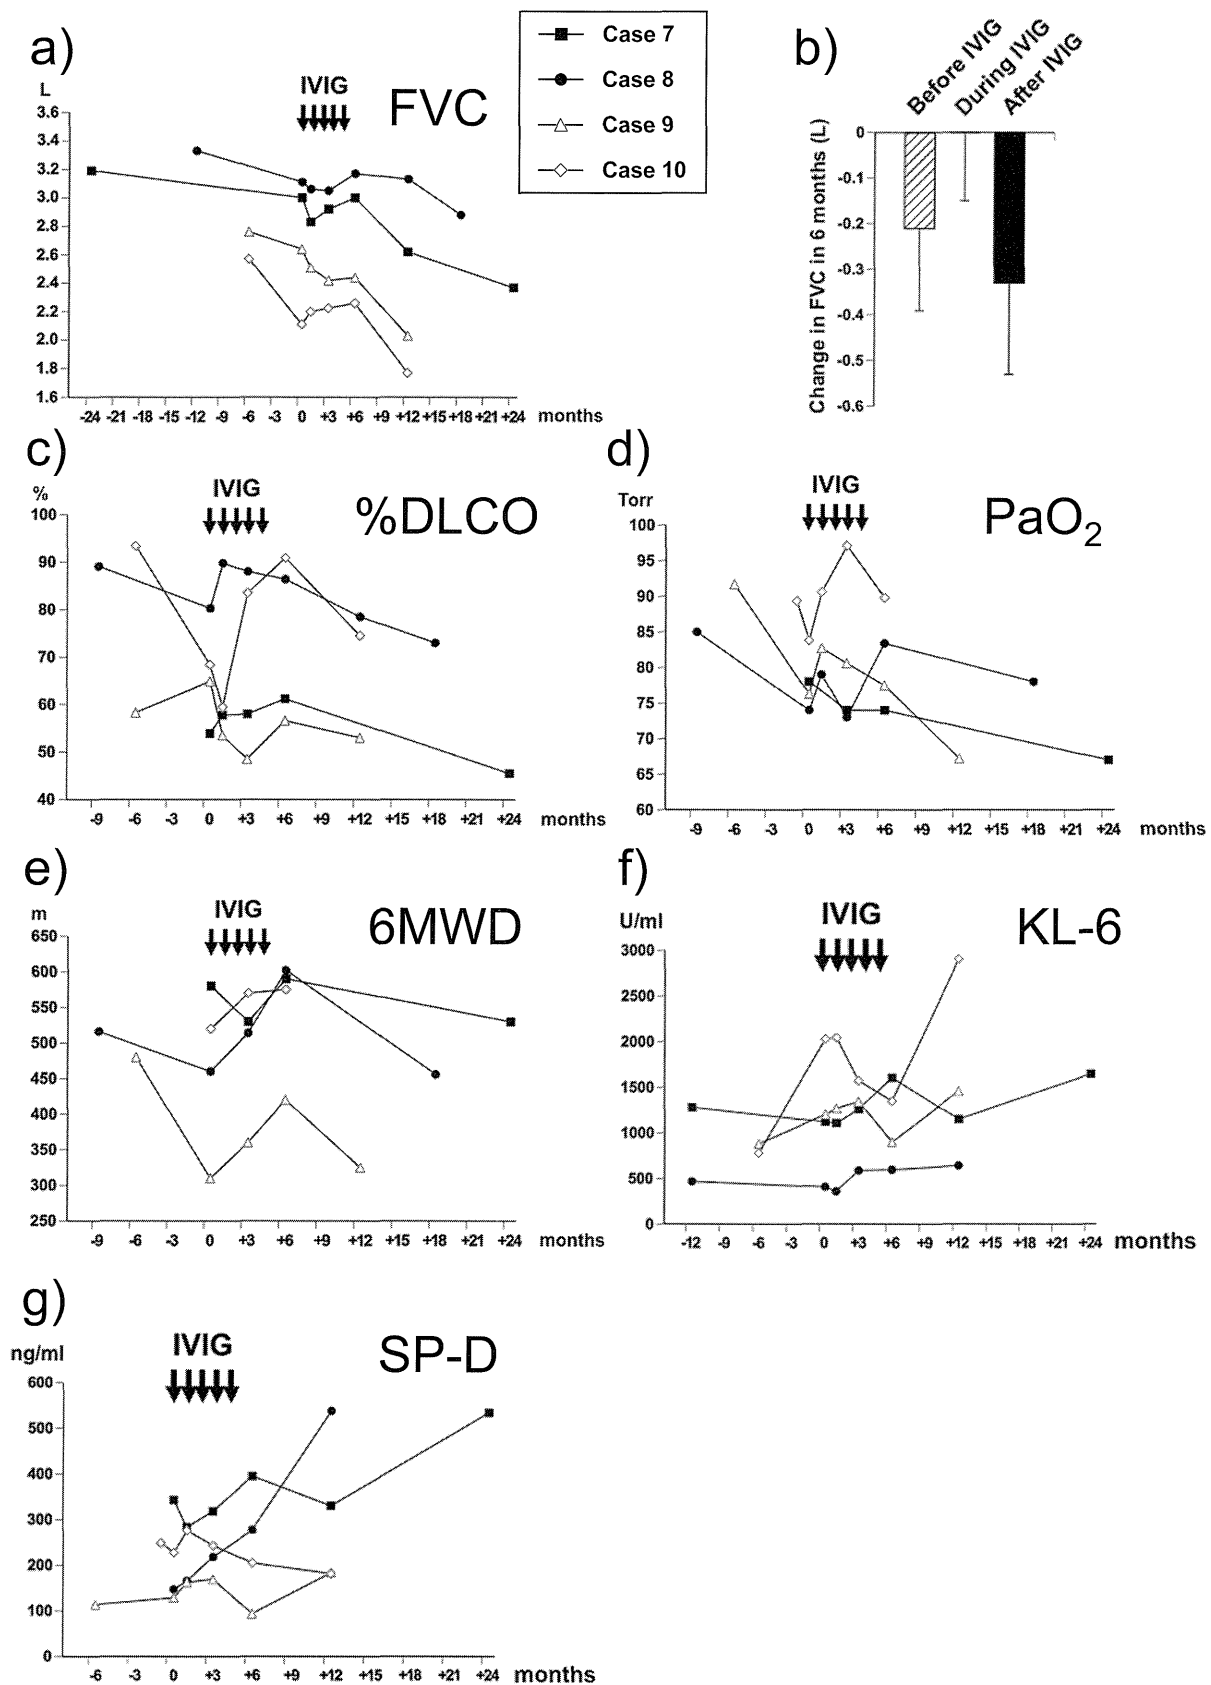 a)
L
IVIG
FVC
3.6
3.4
3.2
3.0
2.8
2.6
2.4
2.2
2.0
1.8
1.6
-24 -21 -18 -15 -12 -9 -6 -3 0 +3 +6 +9 +12 +15 +18 +21 +24 months
Case 7
Case 8
Case 9
Case 10
b)
Before IVIG
During IVIG
After IVIG
Change in FVC in 6 months (L)
0
-0.1
-0.2
-0.3
-0.4
-0.5
-0.6
c)
%
IVIG
%DLCO
100
90
80
70
60
50
40
-9 -6 -3 0 +3 +6 +9 +12 +15 +18 +21 +24 months
d)
Torr
IVIG
PaO2
100
95
90
85
80
75
70
65
60
-9 -6 -3 0 +3 +6 +9 +12 +15 +18 +21 +24 months
e)
m
IVIG
6MWD
650
600
550
500
450
400
350
300
250
-9 -6 -3 0 +3 +6 +9 +12 +15 +18 +21 +24 months
f)
U/ml
IVIG
KL-6
3000
2500
2000
1500
1000
500
0
-12 -9 -6 -3 0 +3 +6 +9 +12 +15 +18 +21 +24 months
g)
ng/ml
IVIG
SP-D
600
500
400
300
200
100
0
-6 -3 0 +3 +6 +9 +12 +15 +18 +21 +24 months